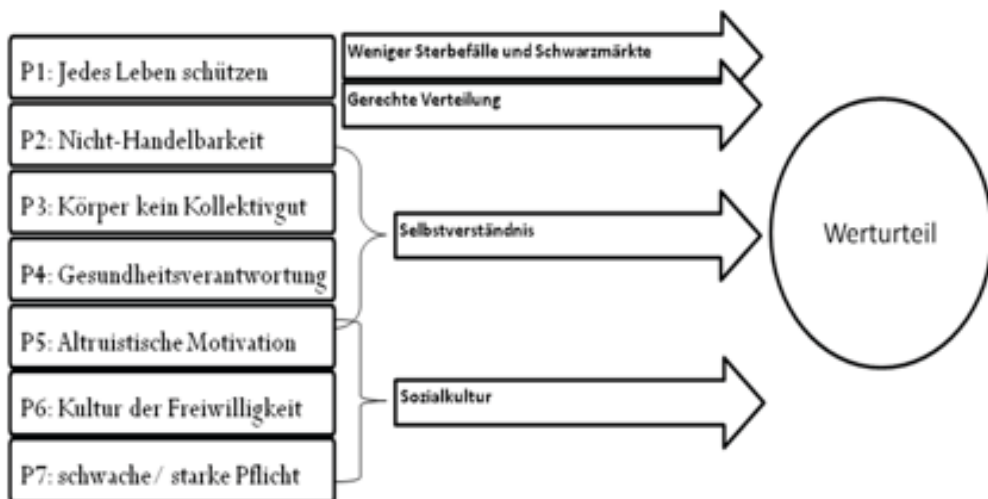 P1: Jedes Leben schützen
P2: Nicht-Handelbarkeit
P3: Körper kein Kollektivgut
P4: Gesundheitsverantwortung
P5: Altruistische Motivation
P6: Kultur der Freiwilligkeit
P7: schwache/ starke Pflicht
Weniger Sterbefälle und Schwarzmärkte
Gerechte Verteilung
Selbstverständnis
Sozialkultur
Werturteil